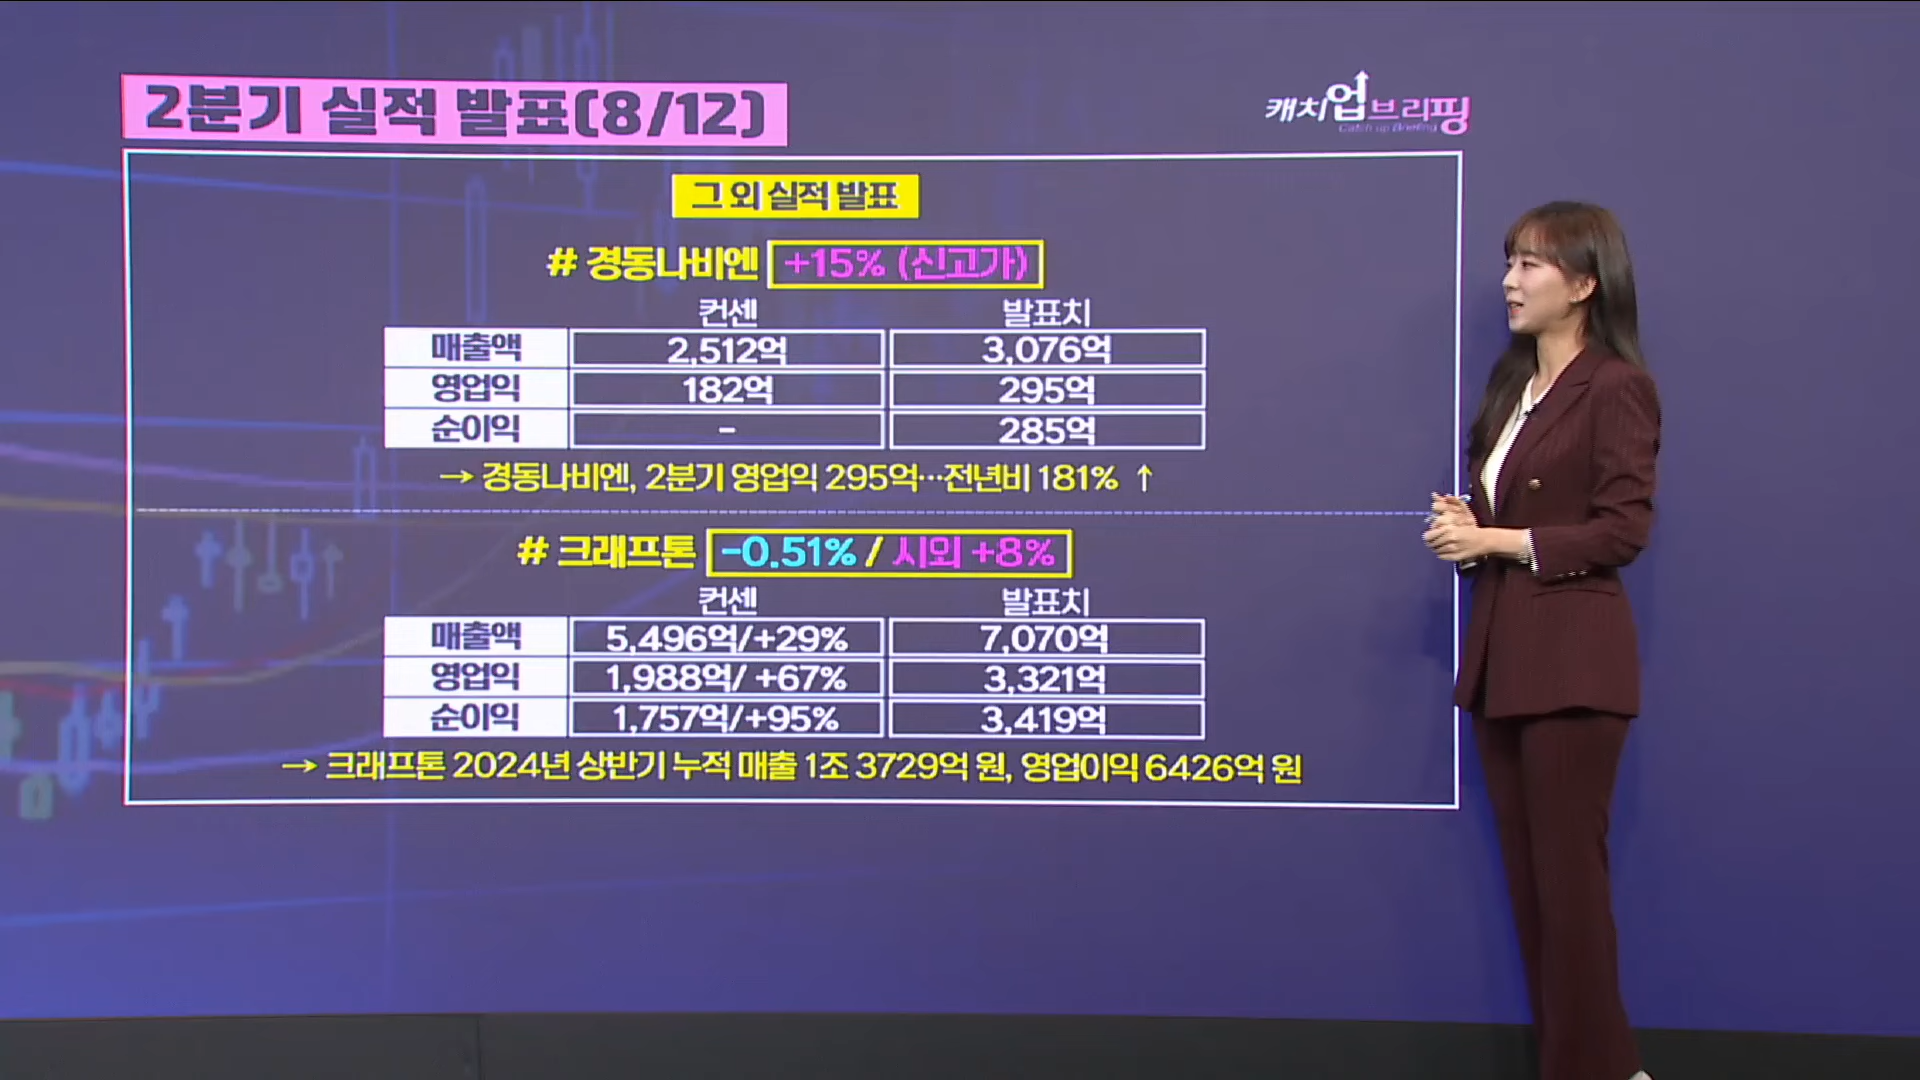 2분기 실적 발표(8/12)
캐치업브리핑
Catch up Briefing
그 외 실적 발표
# 경동나비엔 +15% (신고가)
컨센 발표치
매출액 2,512억 3,076억
영업익 182억 295억
순이익 - 285억
→ 경동나비엔, 2분기 영업익 295억…전년비 181% ↑
# 크래프톤 -0.51% / 시외 +8%
컨센 발표치
매출액 5,496억/+29% 7,070억
영업익 1,988억/ +67% 3,321억
순이익 1,757억/+95% 3,419억
→ 크래프톤 2024년 상반기 누적 매출 1조 3729억 원, 영업이익 6426억 원